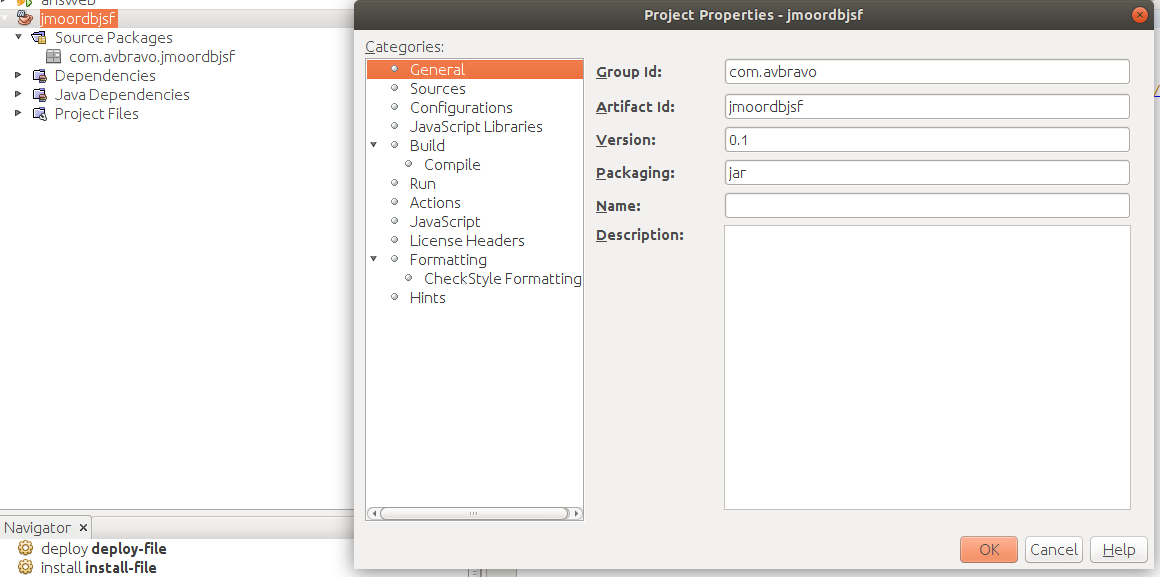 answeb
jmoordbjsf
Source Packages
com.avbravo.jmoordbjsf
Dependencies
Java Dependencies
Project Files
Navigator
deploy deploy-file
install install-file
Project Properties - jmoordbjsf
Categories:
General
Sources
Configurations
JavaScript Libraries
Build
Compile
Run
Actions
JavaScript
License Headers
Formatting
CheckStyle Formatting
Hints
Group Id: com.avbravo
Artifact Id: jmoordbjsf
Version: 0.1
Packaging: jar
Name:
Description:
OK Cancel Help